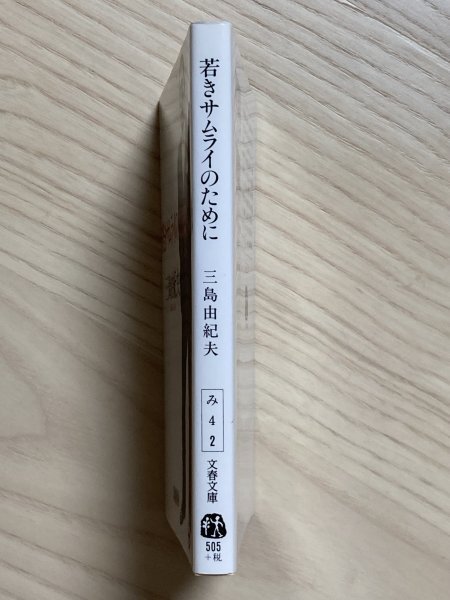 若きサムライのために
三島由紀夫
み
4
2
文春文庫
505
+税